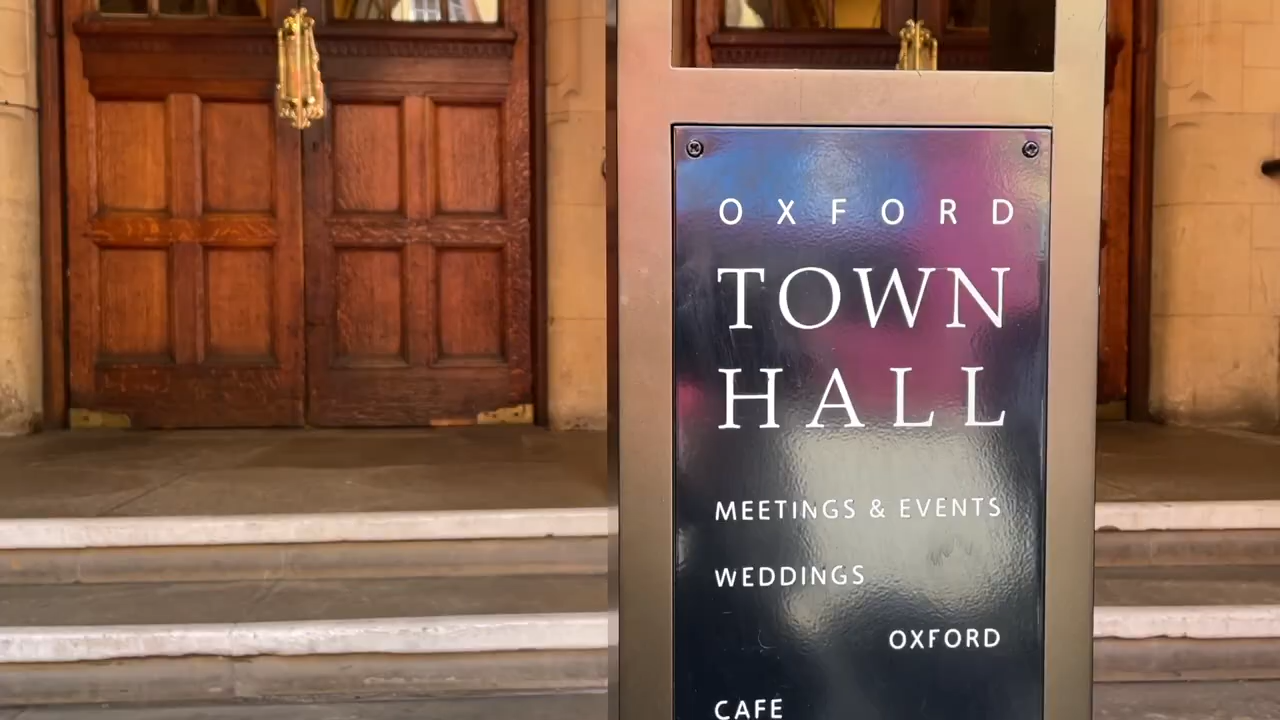 OXFORD
TOWN
HALL
MEETINGS & EVENTS
WEDDINGS
OXFORD
CAFE